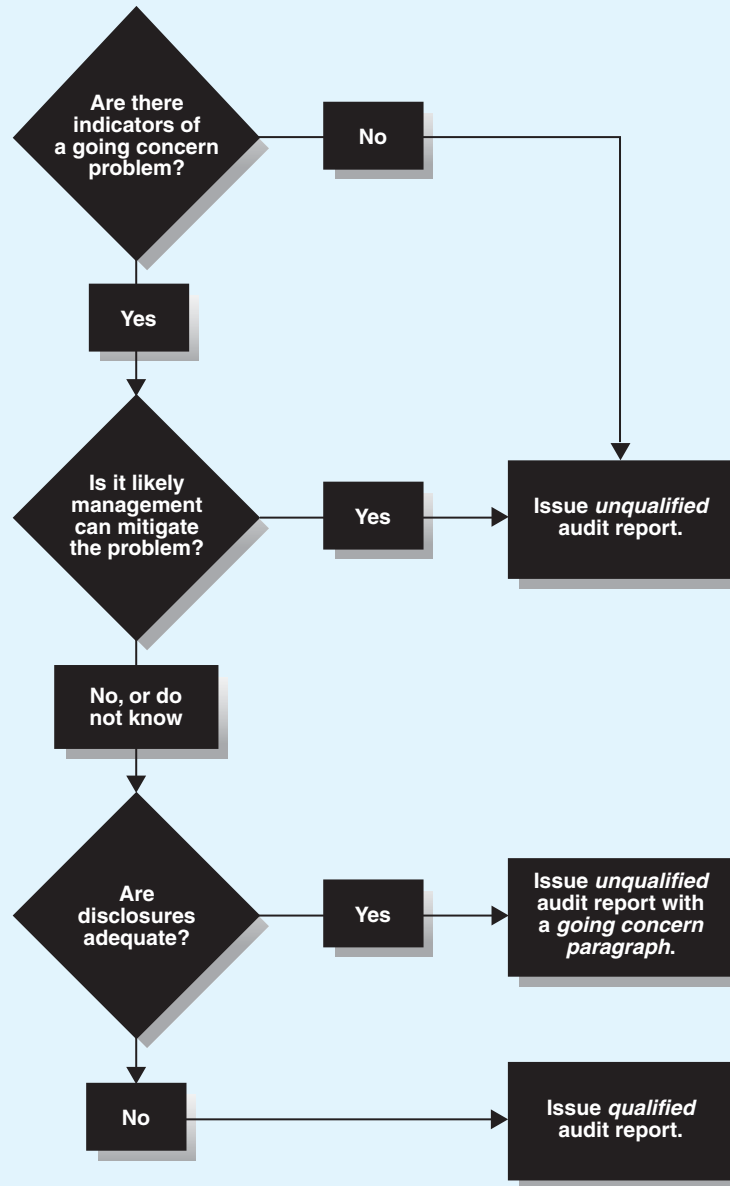 Are there
indicators of
a going concern
problem?
No
Yes
Is it likely
management
can mitigate
the problem?
Yes
Issue unqualified
audit report.
No, or do
not know
Are
disclosures
adequate?
Yes
Issue unqualified
audit report with
a going concern
paragraph.
No
Issue qualified
audit report.